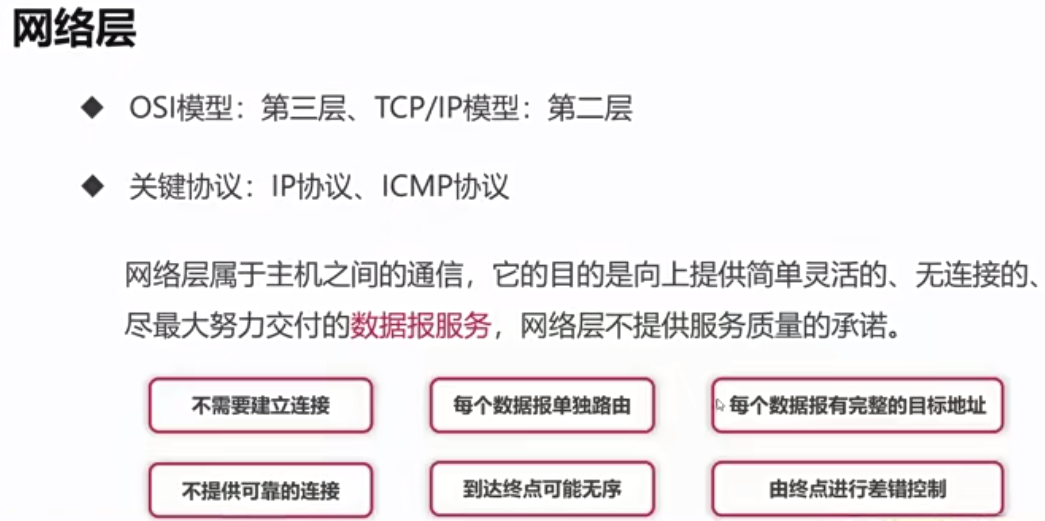 网络层
◆ OSI模型：第三层、TCP/IP模型：第二层
◆ 关键协议：IP协议、ICMP协议
网络层属于主机之间的通信，它的目的是向上提供简单灵活的、无连接的、
尽最大努力交付的数据报服务，网络层不提供服务质量的承诺。
不需要建立连接
每个数据报单独路由
每个数据报有完整的目标地址
不提供可靠的连接
到达终点可能无序
由终点进行差错控制